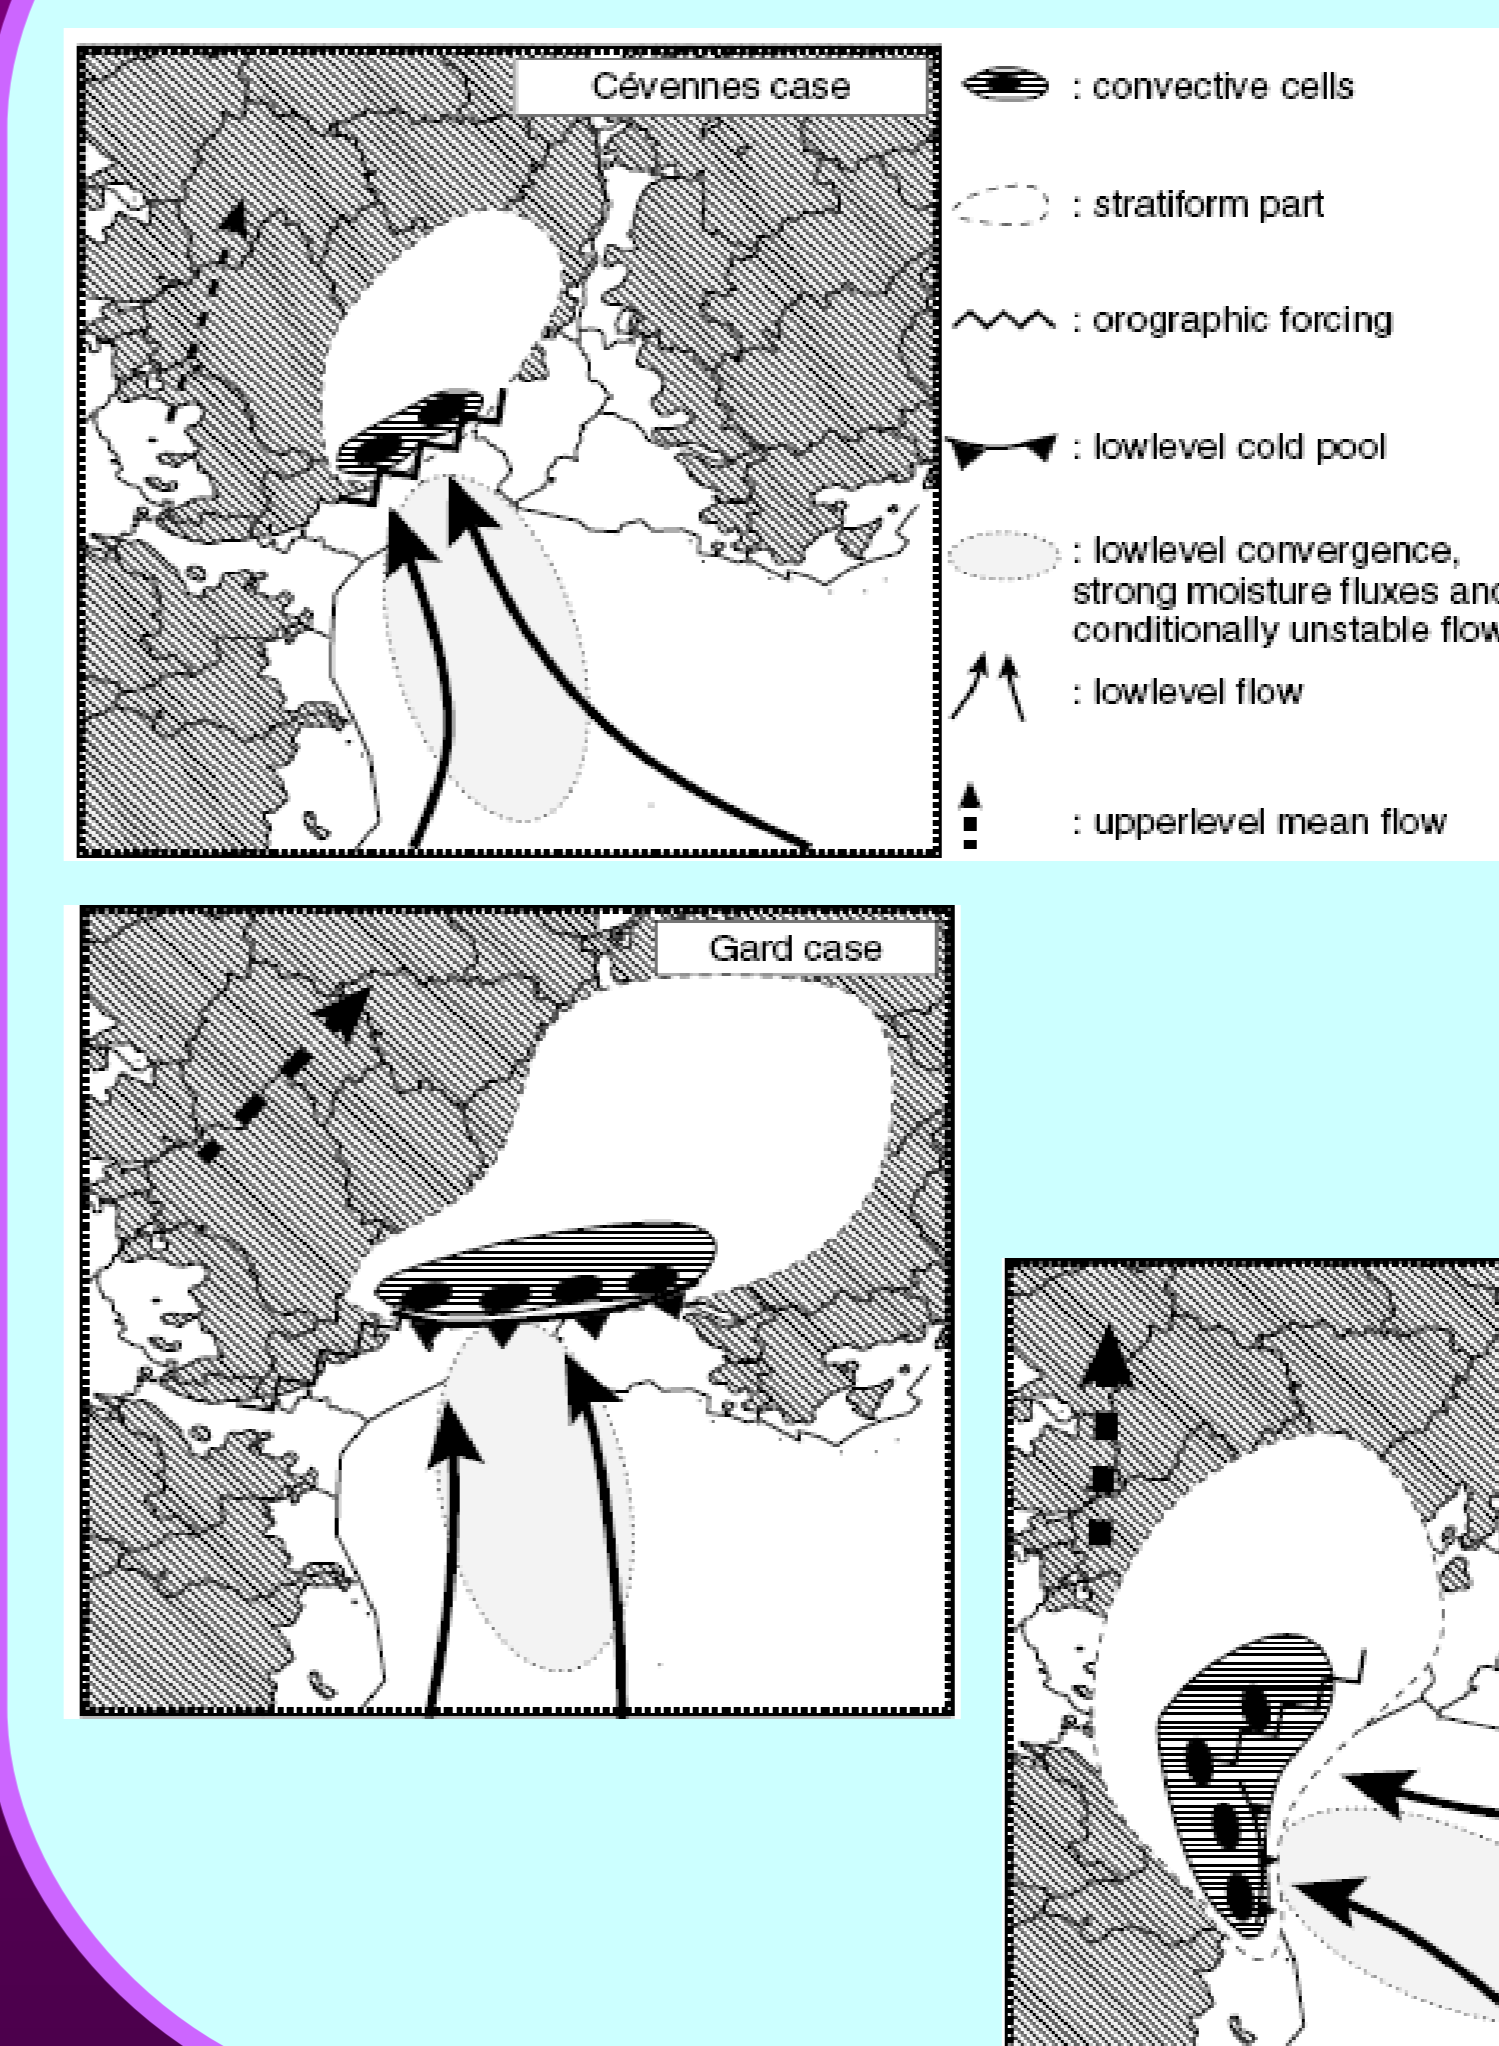 Cévennes case
: convective cells
: stratiform part
: orographic forcing
: lowlevel cold pool
: lowlevel convergence,
strong moisture fluxes and
conditionally unstable flow
: lowlevel flow
: upperlevel mean flow
Gard case